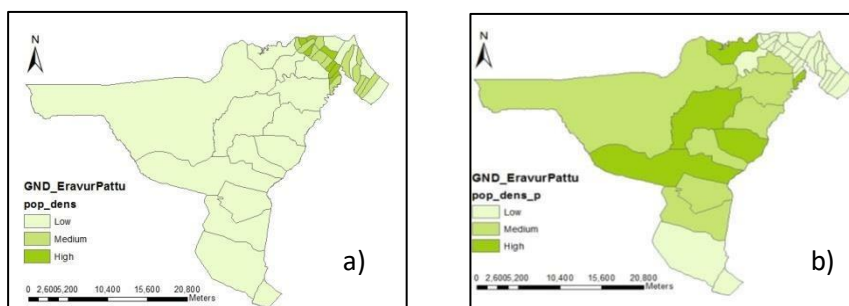 N
GND_EravurPattu
pop_dens
Low
Medium
High
a)
0 2,6005,200 10,400 15,600 20,800
Meters
N
GND_EravurPattu
pop_dens_p
Low
Medium
High
b)
0 2,6005,200 10,400 15,600 20,800
Meters